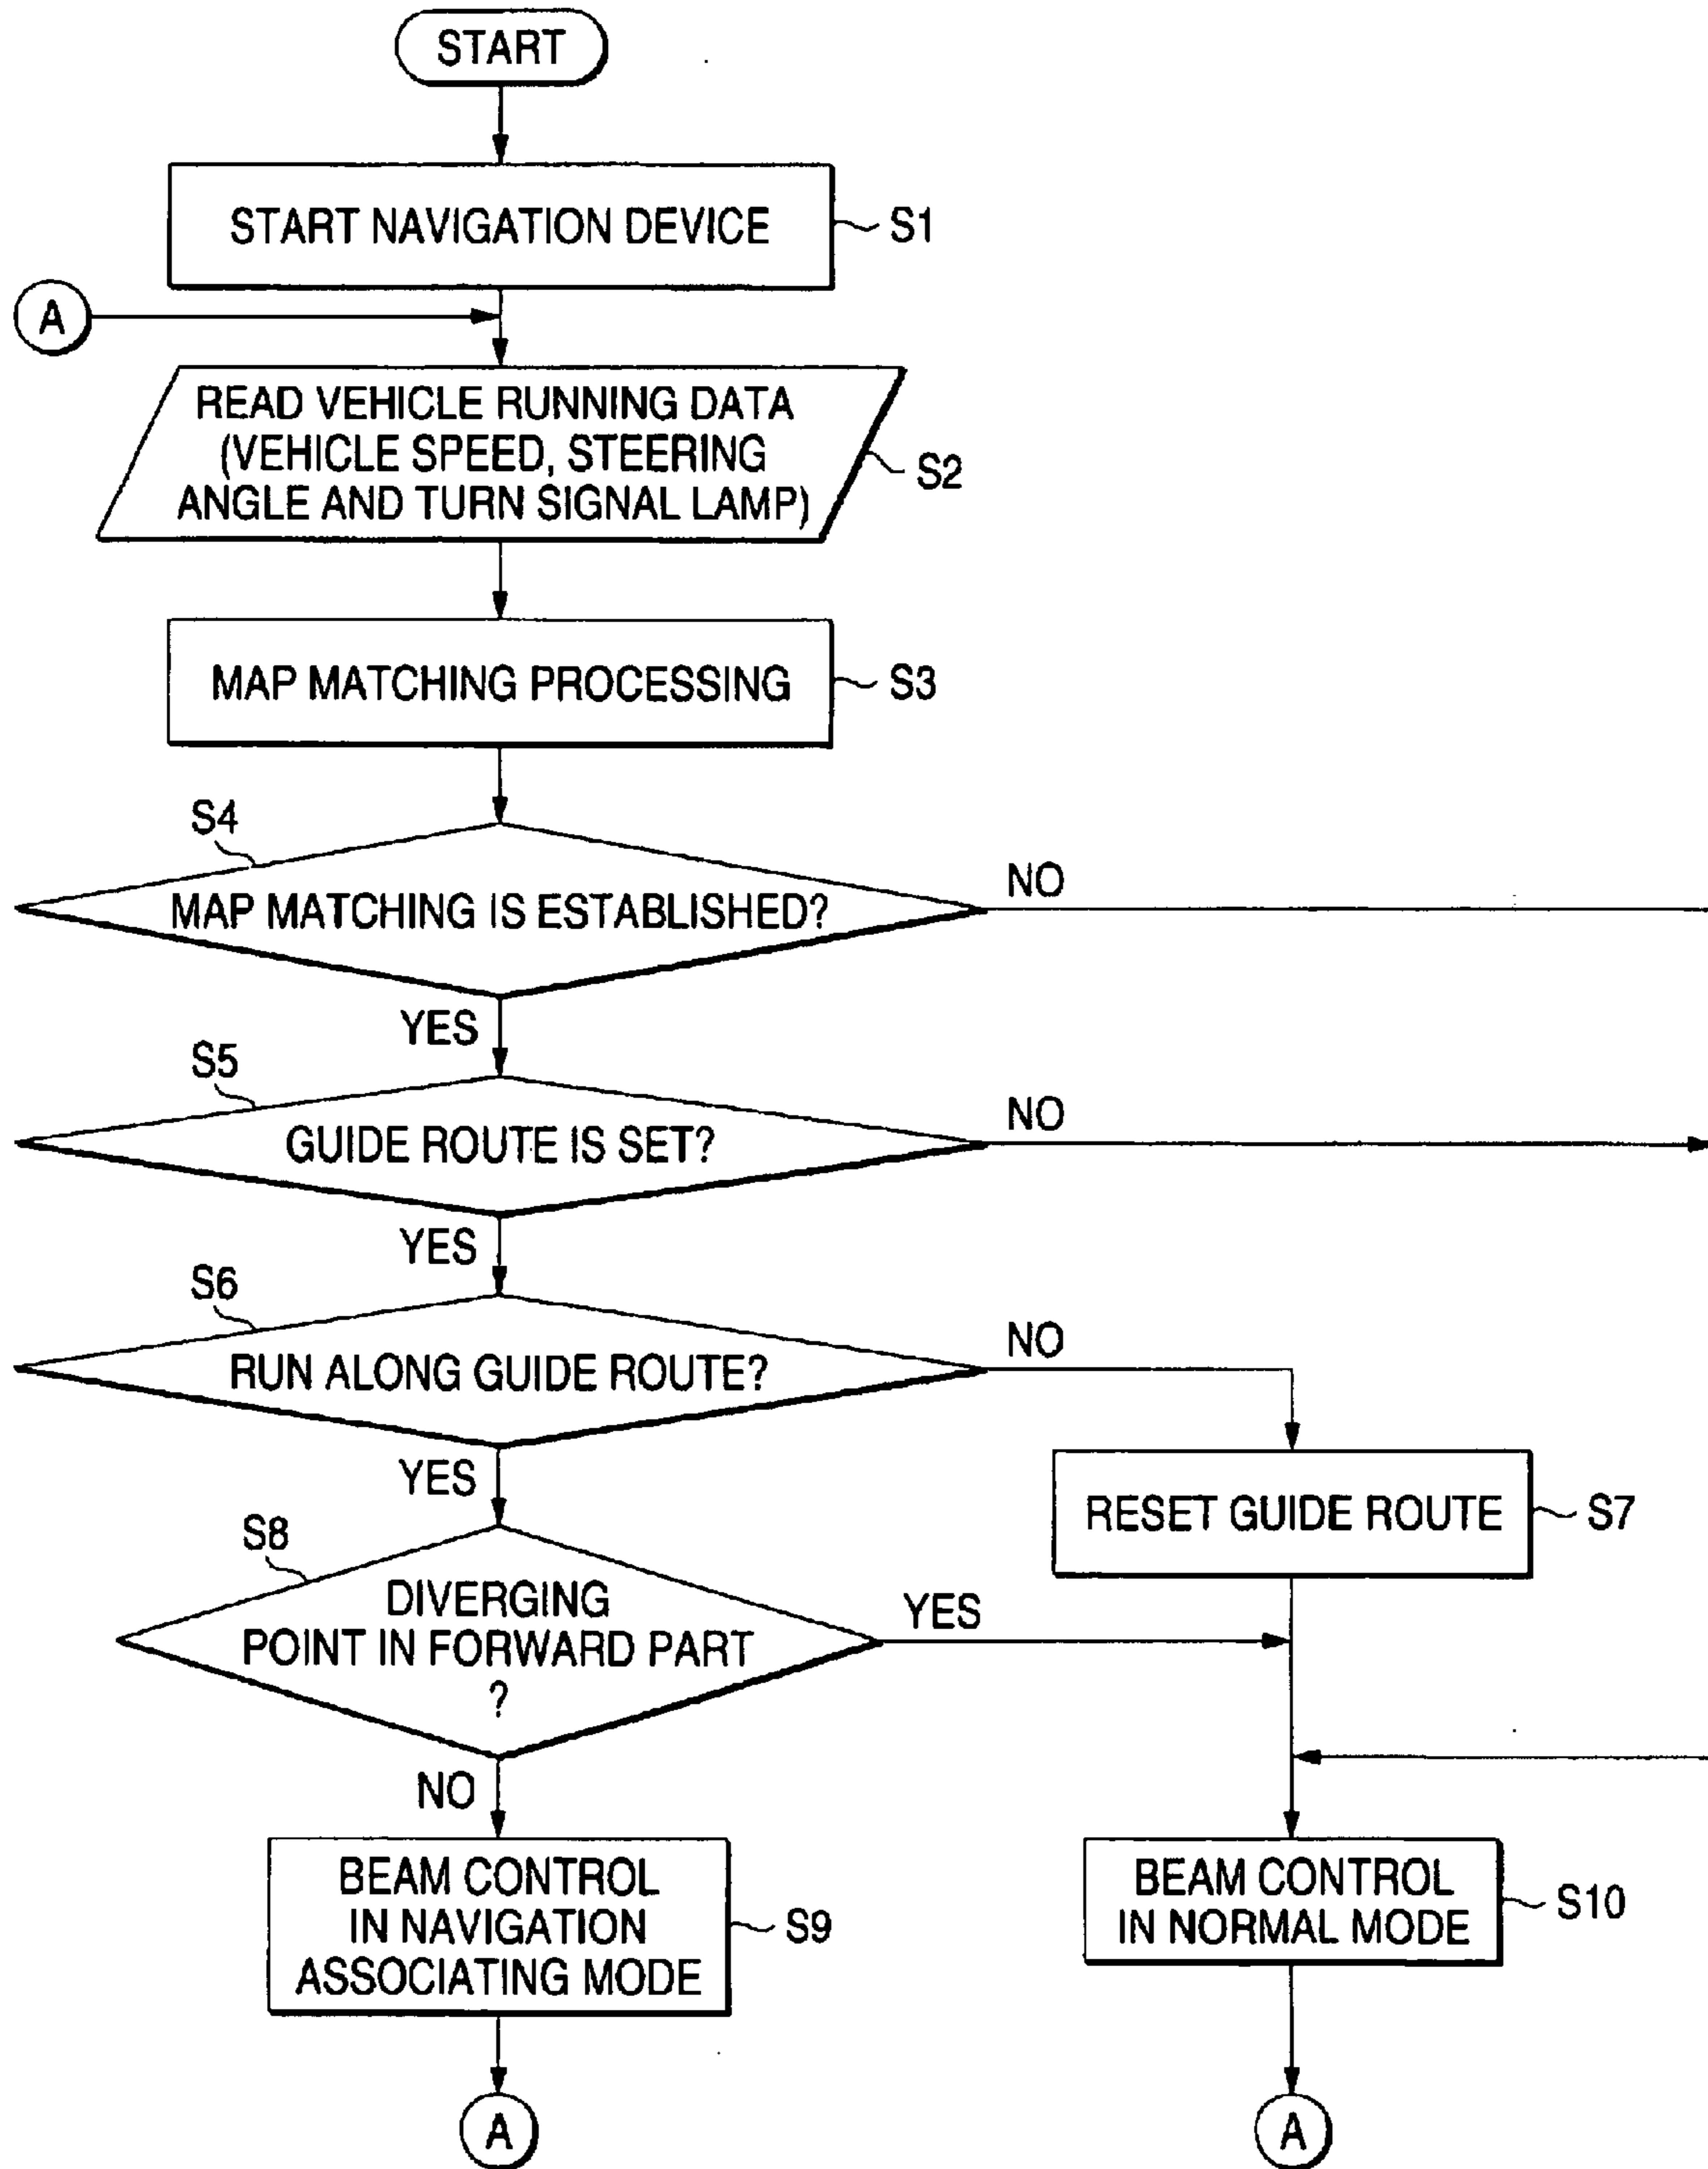 START
START NAVIGATION DEVICE
S1
A
READ VEHICLE RUNNING DATA
(VEHICLE SPEED, STEERING
ANGLE AND TURN SIGNAL LAMP)
S2
MAP MATCHING PROCESSING
S3
S4
MAP MATCHING IS ESTABLISHED?
NO
YES
S5
GUIDE ROUTE IS SET?
NO
YES
S6
RUN ALONG GUIDE ROUTE?
NO
YES
RESET GUIDE ROUTE
S7
S8
DIVERGING
POINT IN FORWARD PART
?
YES
NO
BEAM CONTROL
IN NAVIGATION
ASSOCIATING MODE
S9
BEAM CONTROL
IN NORMAL MODE
S10
A
A